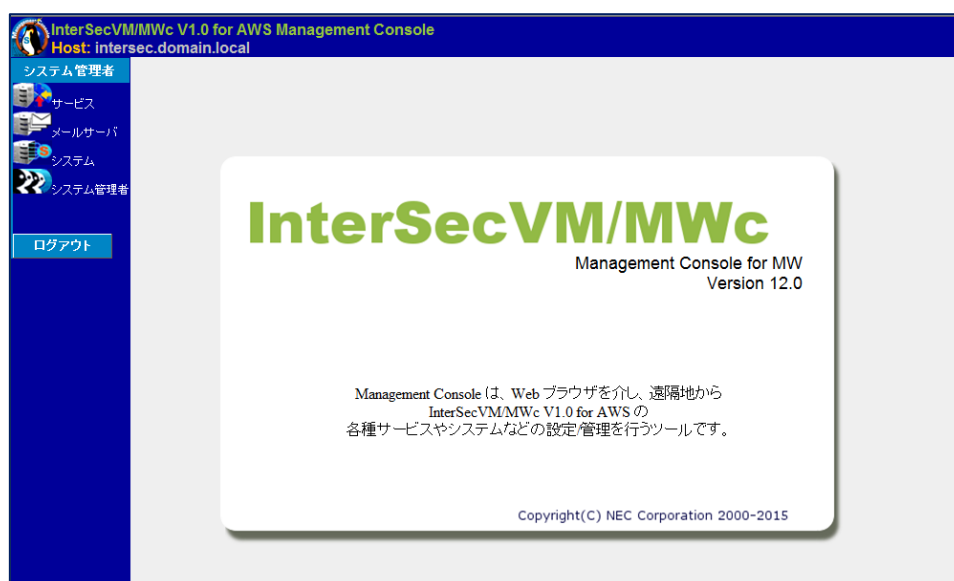 InterSecVM/MWc V1.0 for AWS Management Console
Host: intersec.domain.local
システム管理者
サービス
メールサーバ
システム
システム管理者
ログアウト
InterSecVM/MWc
Management Console for MW
Version 12.0
Management Console は、Web ブラウザを介し、遠隔地から
InterSecVM/MWc V1.0 for AWS の
各種サービスやシステムなどの設定/管理を行うツールです。
Copyright(C) NEC Corporation 2000-2015